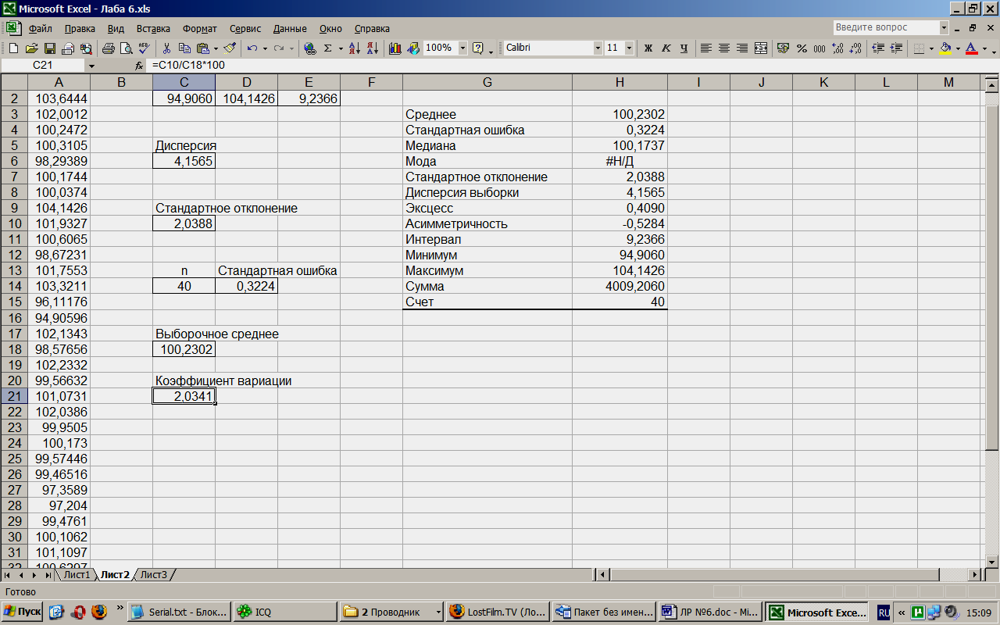 Microsoft Excel - Лаба 6.xls
Файл Правка Вид Вставка Формат Сервис Данные Окно Справка Введите вопрос
100% Calibri 11 Ж К Ч % 000
C21 fx =C10/C18*100
A B C D E F G H I J K L M
2 103,6444 94,9060 104,1426 9,2366
3 102,0012 Среднее 100,2302
4 100,2472 Стандартная ошибка 0,3224
5 100,3105 Дисперсия Медиана 100,1737
6 98,29389 4,1565 Мода #Н/Д
7 100,1744 Стандартное отклонение 2,0388
8 100,0374 Дисперсия выборки 4,1565
9 104,1426 Стандартное отклонение Эксцесс 0,4090
10 101,9327 2,0388 Асимметричность -0,5284
11 100,6065 Интервал 9,2366
12 98,67231 Минимум 94,9060
13 101,7553 n Стандартная ошибка Максимум 104,1426
14 103,3211 40 0,3224 Сумма 4009,2060
15 96,11176 Счет 40
16 94,90596
17 102,1343 Выборочное среднее
18 98,57656 100,2302
19 102,2332
20 99,56632 Коэффициент вариации
21 101,0731 2,0341
22 102,0386
23 99,9505
24 100,173
25 99,57446
26 99,46516
27 97,3589
28 97,204
29 99,4761
30 100,1062
31 101,1097
32 100,6297
Лист1 Лист2 Лист3
Готово
Пуск » Serial.txt - Блок... ICQ 2 Проводник LostFilm.TV (Ло... Пакет без имен... ЛР №6.doc - Mi... Microsoft Exce... RU « 15:09